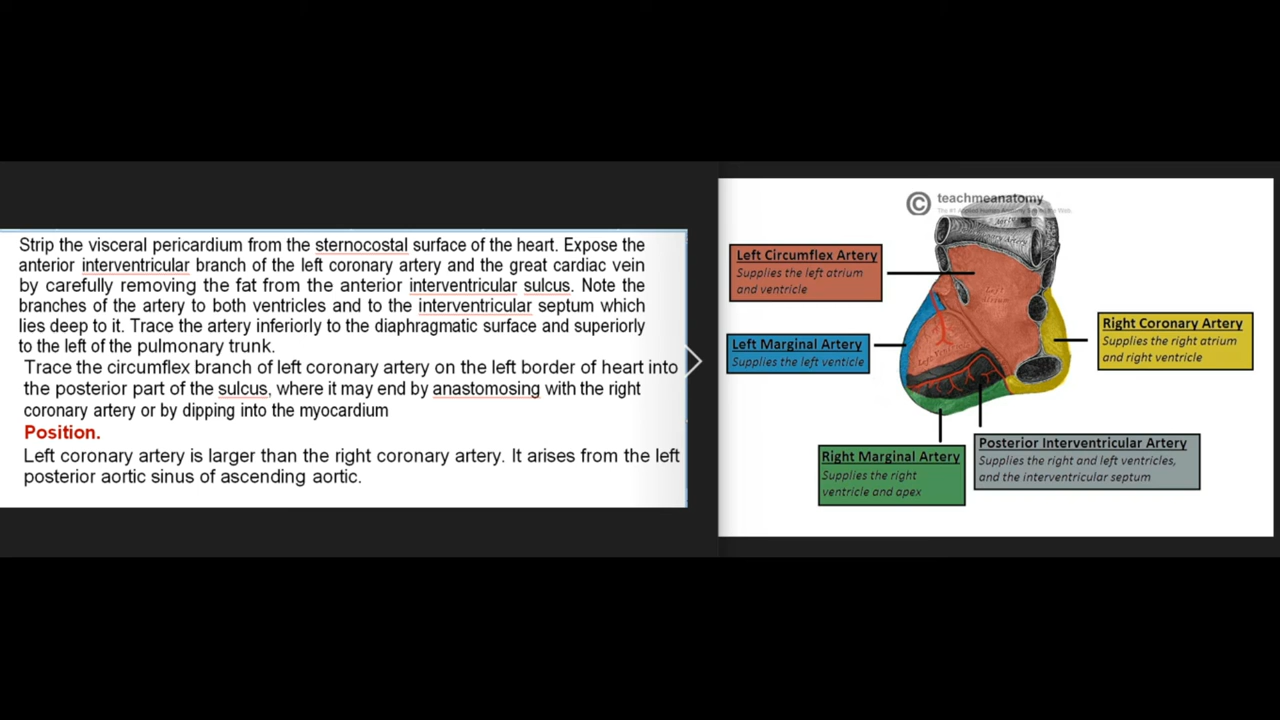 Strip the visceral pericardium from the sternocostal surface of the heart. Expose the
anterior interventricular branch of the left coronary artery and the great cardiac vein
by carefully removing the fat from the anterior interventricular sulcus. Note the
branches of the artery to both ventricles and to the interventricular septum which
lies deep to it. Trace the artery inferiorly to the diaphragmatic surface and superiorly
to the left of the pulmonary trunk.
Trace the circumflex branch of left coronary artery on the left border of heart into
the posterior part of the sulcus, where it may end by anastomosing with the right
coronary artery or by dipping into the myocardium
Position.
Left coronary artery is larger than the right coronary artery. It arises from the left
posterior aortic sinus of ascending aortic.
© teachmeanatomy
Left Circumflex Artery
Supplies the left atrium
and ventricle
Left Marginal Artery
Supplies the left venticle
Right Coronary Artery
Supplies the right atrium
and right ventricle
Right Marginal Artery
Supplies the right
ventricle and apex
Posterior Interventricular Artery
Supplies the right and left ventricles,
and the interventricular septum
Left
Atrium